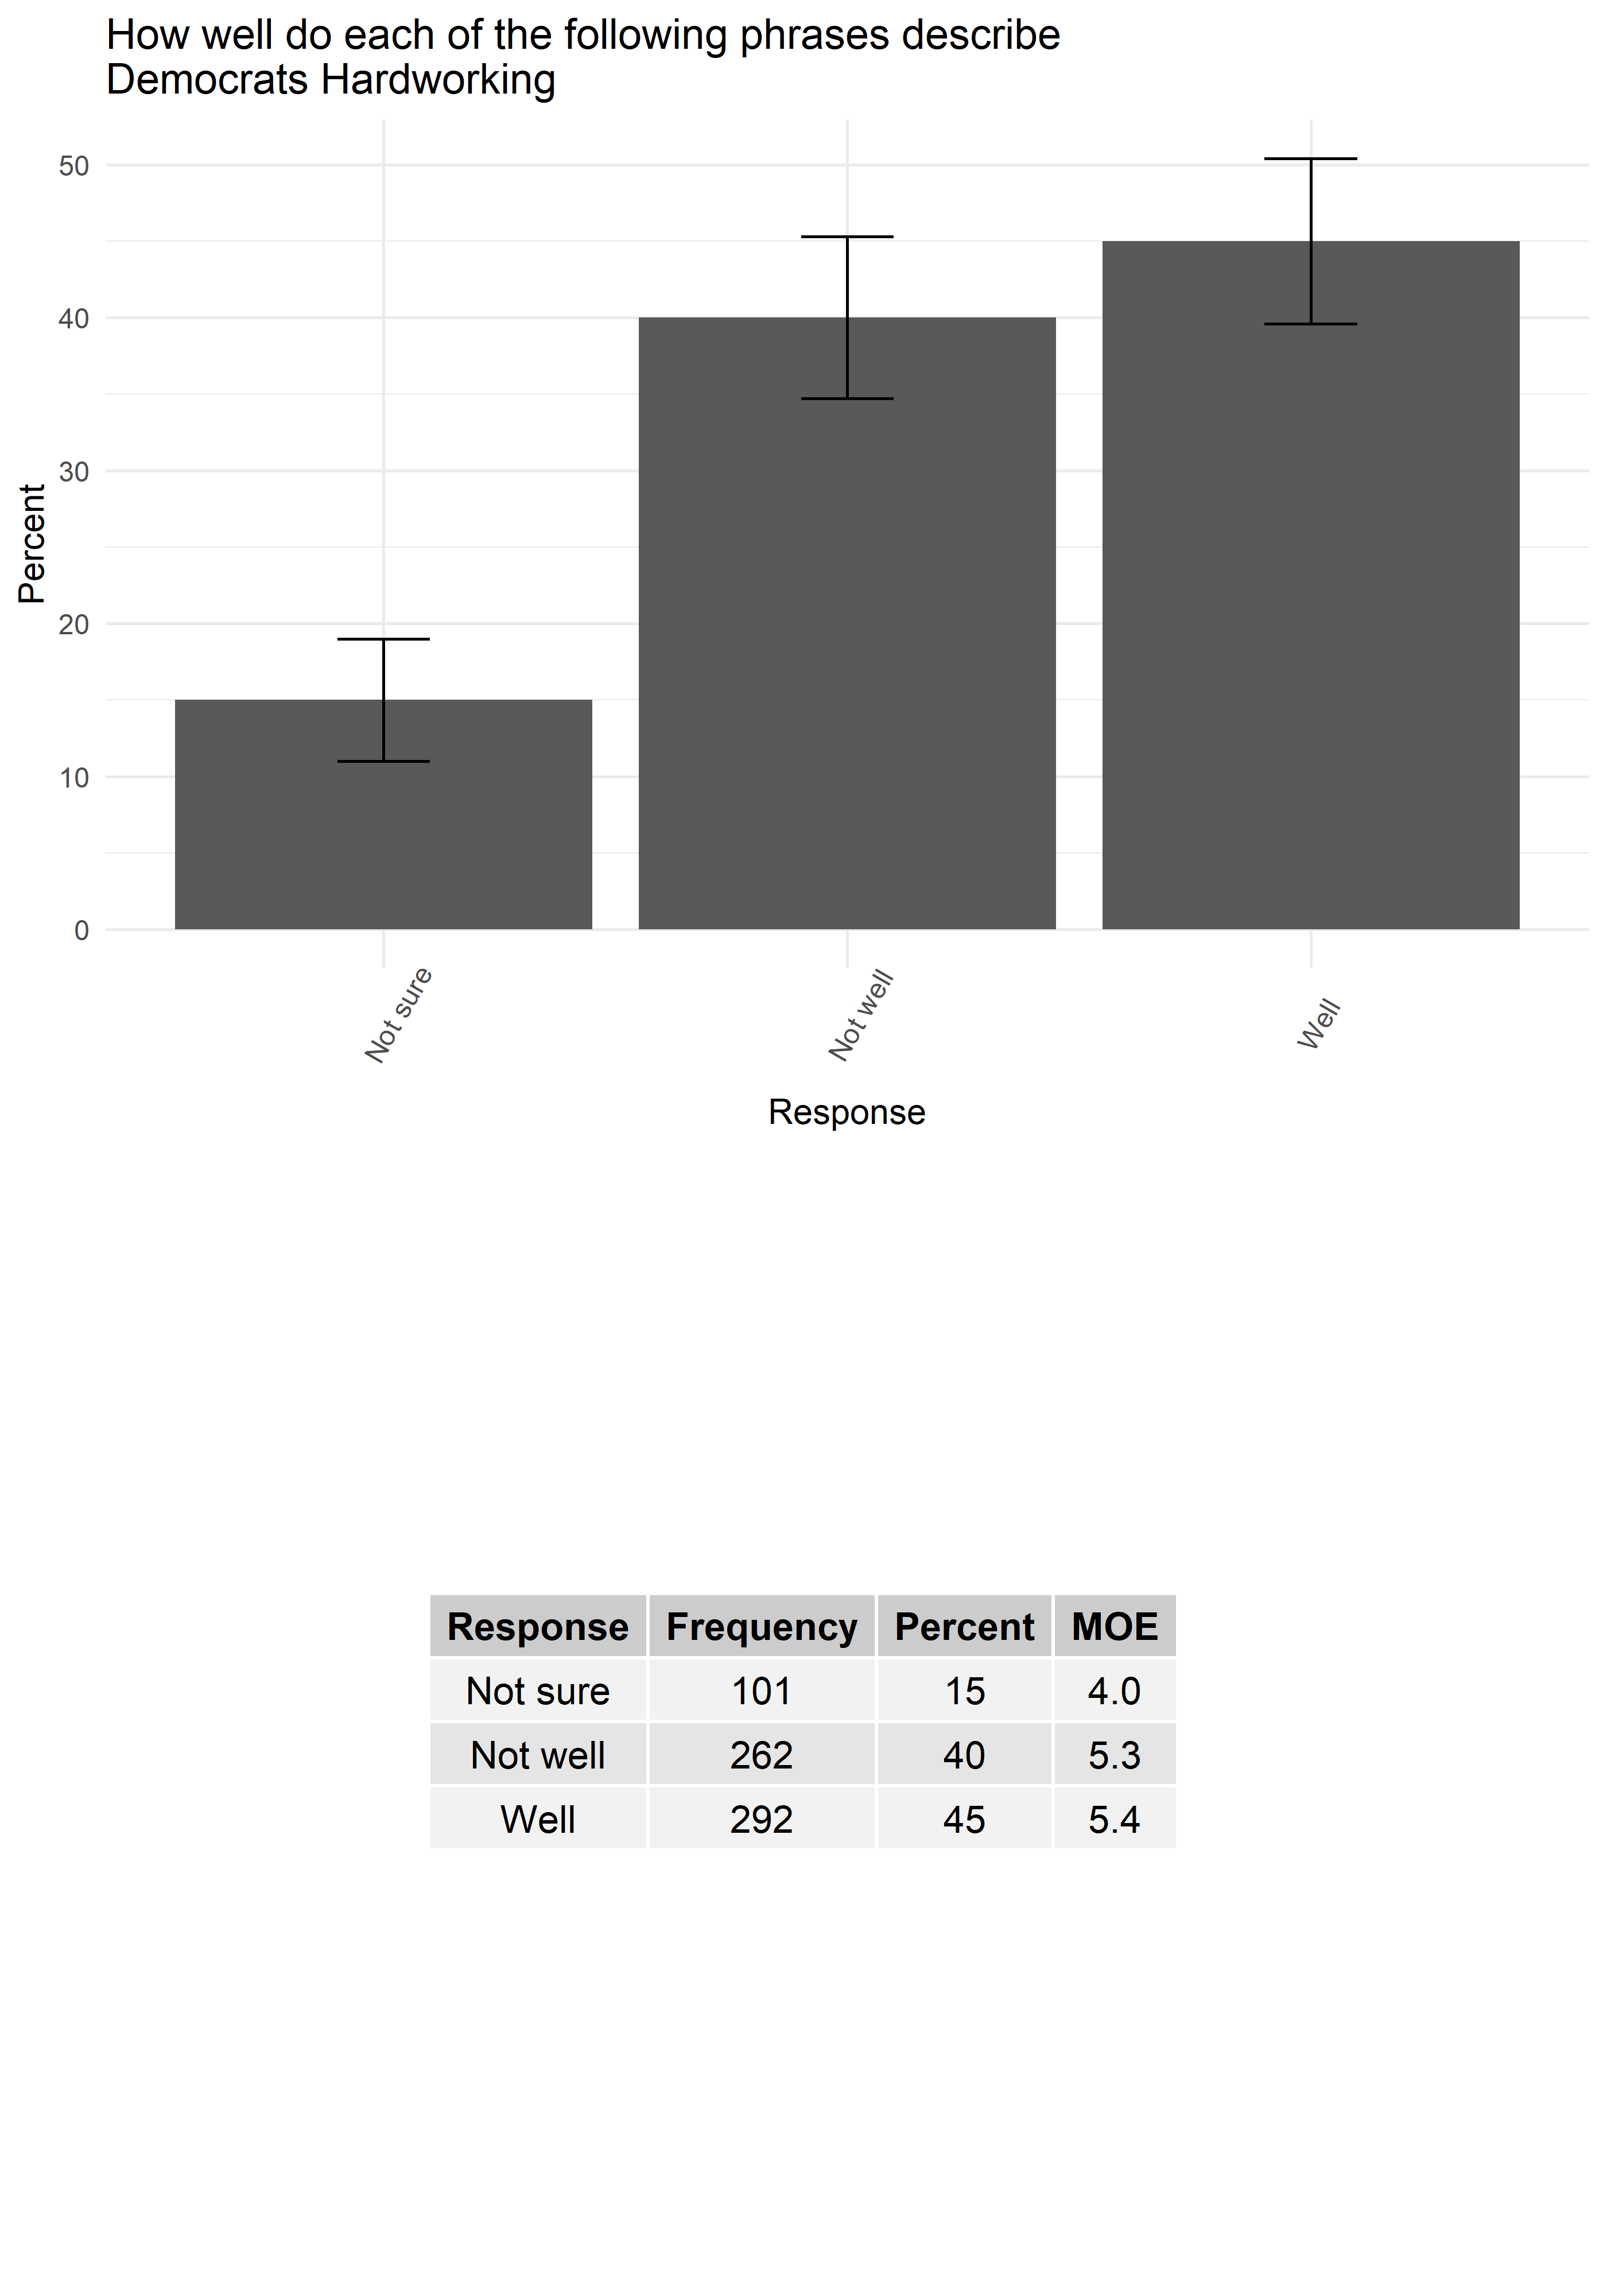 How well do each of the following phrases describe
Democrats Hardworking
Percent
50
40
30
20
10
0
Not sure
Not well
Well
Response
Response Frequency Percent MOE
Not sure 101 15 4.0
Not well 262 40 5.3
Well 292 45 5.4